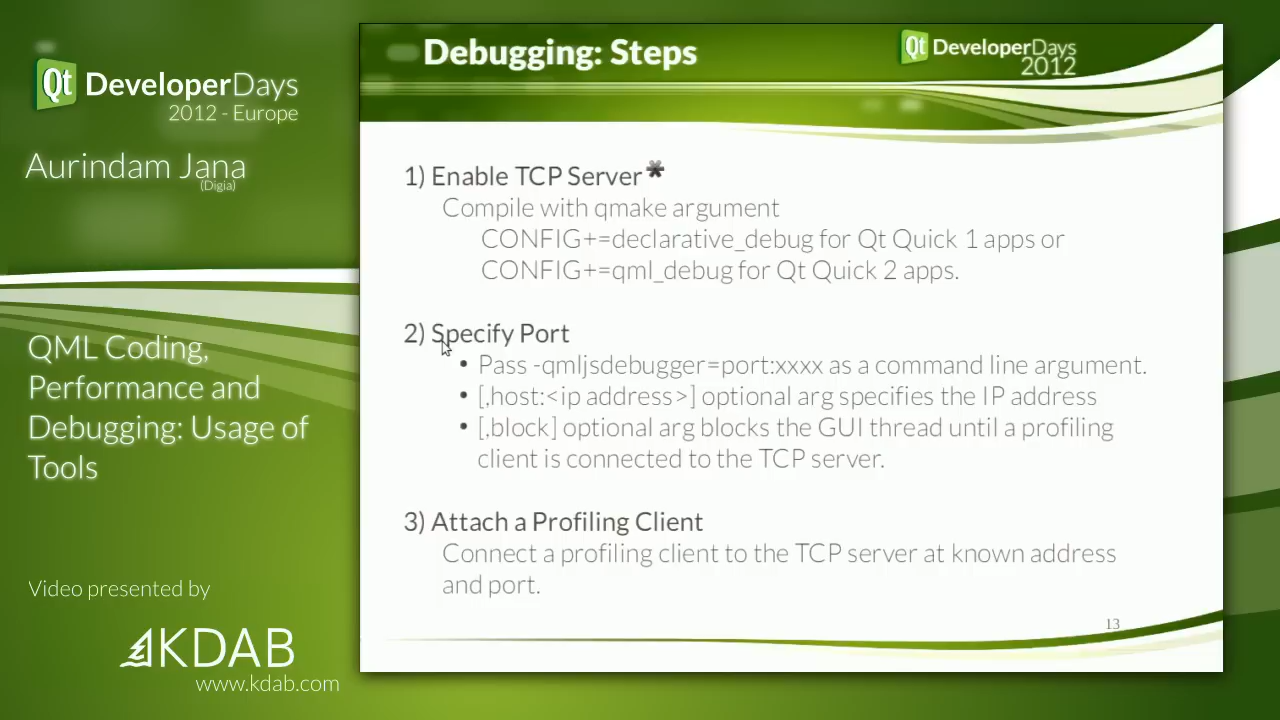 Qt DeveloperDays
2012 - Europe
Aurindam Jana
(Digia)
QML Coding,
Performance and
Debugging: Usage of
Tools
Video presented by
KDAB
www.kdab.com
Debugging: Steps
Qt DeveloperDays
2012
1) Enable TCP Server*
Compile with qmake argument
CONFIG+=declarative_debug for Qt Quick 1 apps or
CONFIG+=qml_debug for Qt Quick 2 apps.
2) Specify Port
• Pass -qmljsdebugger=port:xxxx as a command line argument.
• [,host:<ip address>] optional arg specifies the IP address
• [,block] optional arg blocks the GUI thread until a profiling
client is connected to the TCP server.
3) Attach a Profiling Client
Connect a profiling client to the TCP server at known address
and port.
13